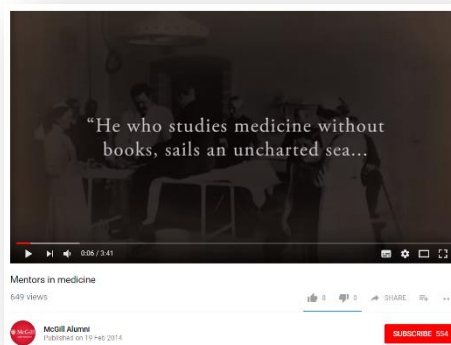 “He who studies medicine without
books, sails an uncharted sea...
0:06 / 3:41
Mentors in medicine
649 views
8
0
SHARE
McGill
McGill Alumni
Published on 19 Feb 2014
SUBSCRIBE 554